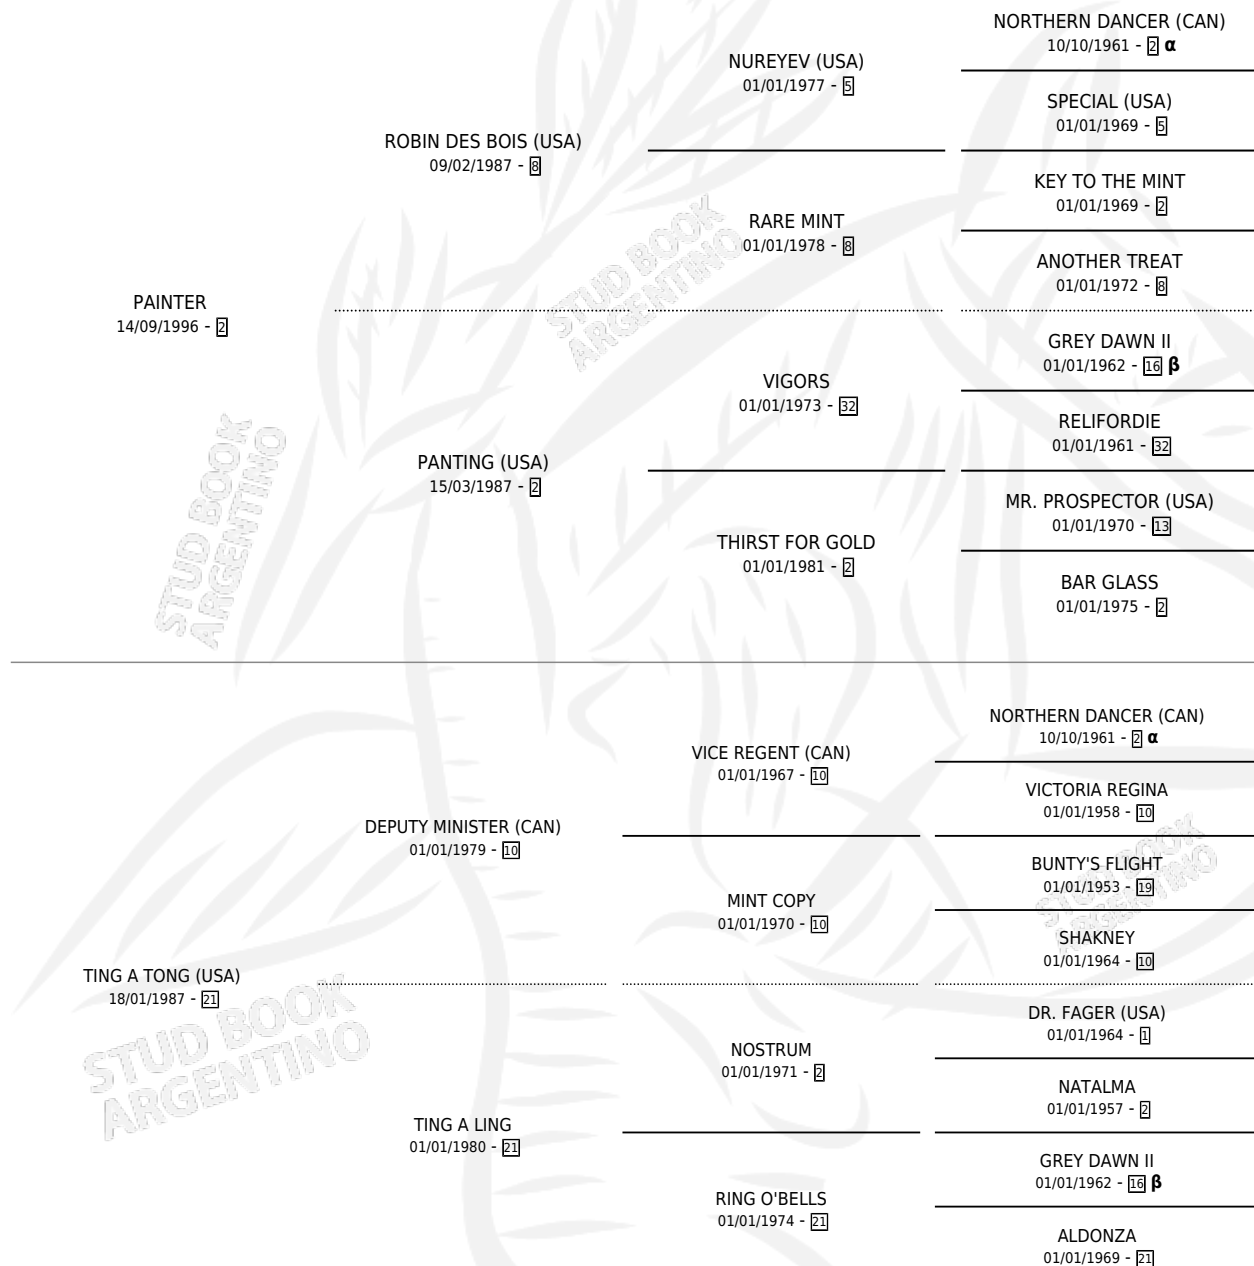 NORTHERN DANCER (CAN)
10/10/1961 - 2 α
NUREYEV (USA)
01/01/1977 - 5
SPECIAL (USA)
01/01/1969 - 5
ROBIN DES BOIS (USA)
09/02/1987 - 8
KEY TO THE MINT
01/01/1969 - 2
RARE MINT
01/01/1978 - 8
ANOTHER TREAT
01/01/1972 - 8
PAINTER
14/09/1996 - 2
GREY DAWN II
01/01/1962 - 16 β
VIGORS
01/01/1973 - 32
RELIFORDIE
01/01/1961 - 32
PANTING (USA)
15/03/1987 - 2
MR. PROSPECTOR (USA)
01/01/1970 - 13
THIRST FOR GOLD
01/01/1981 - 2
BAR GLASS
01/01/1975 - 2
NORTHERN DANCER (CAN)
10/10/1961 - 2 α
VICE REGENT (CAN)
01/01/1967 - 10
VICTORIA REGINA
01/01/1958 - 10
DEPUTY MINISTER (CAN)
01/01/1979 - 10
BUNTY'S FLIGHT
01/01/1953 - 19
MINT COPY
01/01/1970 - 10
SHAKNEY
01/01/1964 - 10
TING A TONG (USA)
18/01/1987 - 21
DR. FAGER (USA)
01/01/1964 - 1
NOSTRUM
01/01/1971 - 2
NATALMA
01/01/1957 - 2
TING A LING
01/01/1980 - 21
GREY DAWN II
01/01/1962 - 16 β
RING O'BELLS
01/01/1974 - 21
ALDONZA
01/01/1969 - 21
STUD BOOK
ARGENTINO
STUD BOOK
ARGENTINO
STUD BOOK
ARGENTINO
STUD BOOK
ARGENTINO